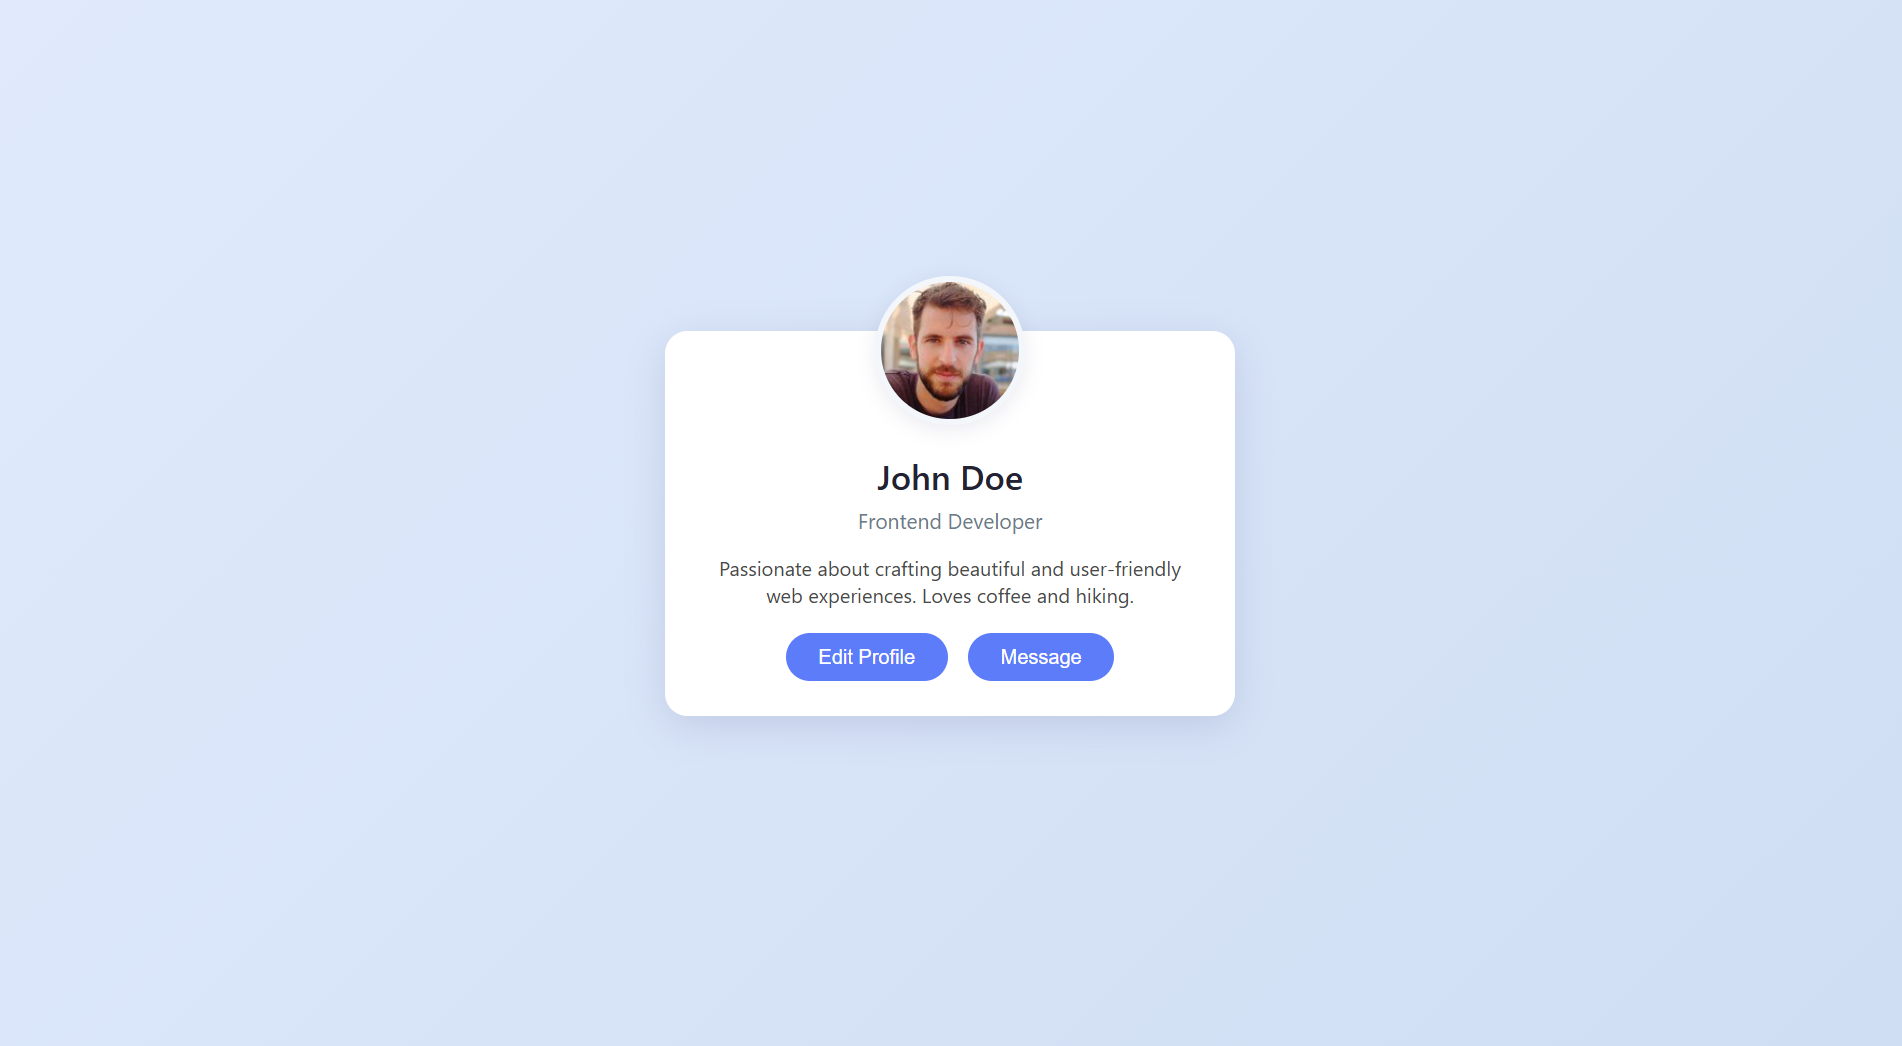 John Doe
Frontend Developer
Passionate about crafting beautiful and user-friendly
web experiences. Loves coffee and hiking.
Edit Profile
Message